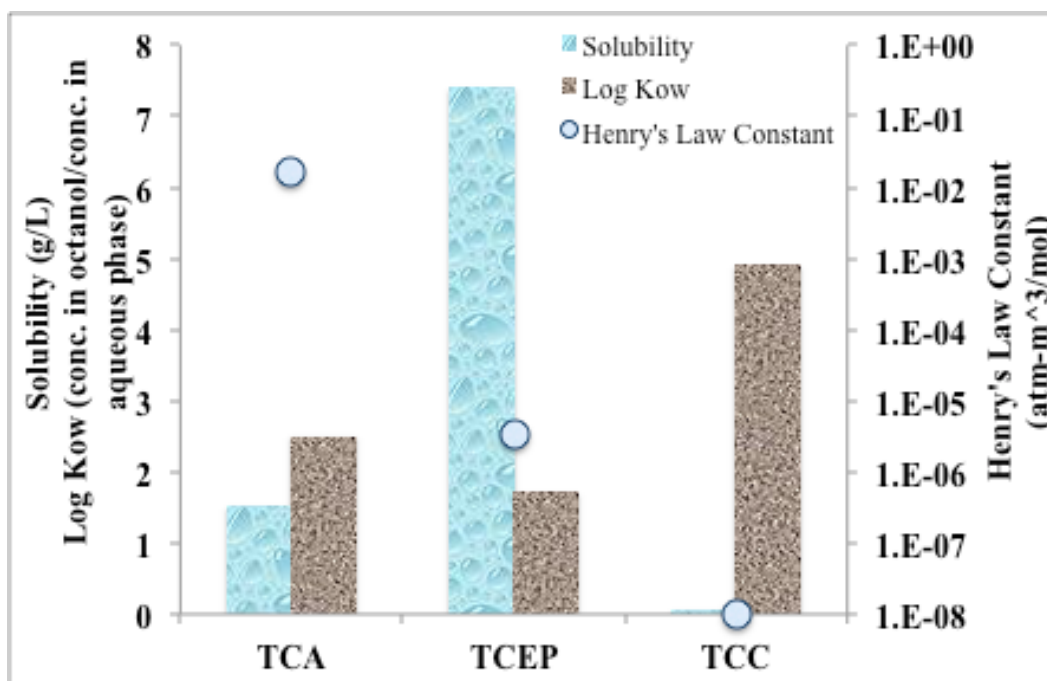 Solubility (g/L)
Log Kow (conc. in octanol/conc. in
aqueous phase)
8
7
6
5
4
3
2
1
0
Solubility
Log Kow
Henry's Law Constant
1.E+00
1.E-01
1.E-02
1.E-03
1.E-04
1.E-05
1.E-06
1.E-07
1.E-08
Henry's Law Constant
(atm-m^3/mol)
TCA
TCEP
TCC